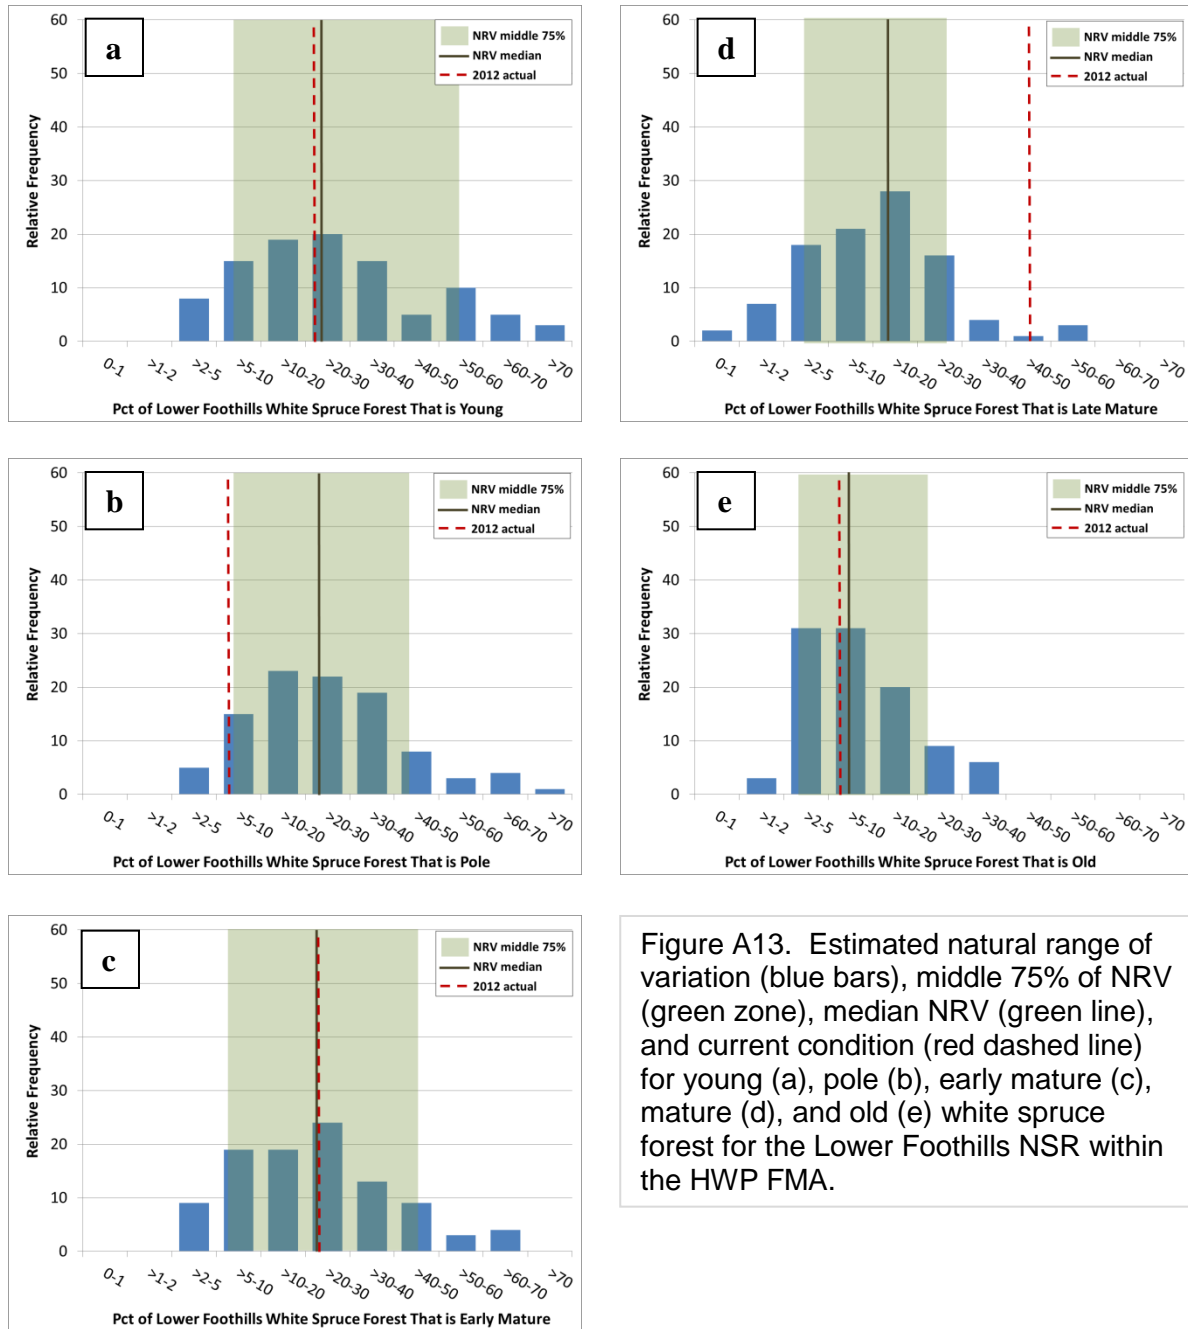 a
60
50
40
30
20
10
0
Relative Frequency
NRV middle 75%
NRV median
2012 actual
0-1 >1-2 >2-5 >5-10 >10-20 >20-30 >30-40 >40-50 >50-60 >60-70 >70
Pct of Lower Foothills White Spruce Forest That is Young
d
60
50
40
30
20
10
0
Relative Frequency
NRV middle 75%
NRV median
2012 actual
0-1 >1-2 >2-5 >5-10 >10-20 >20-30 >30-40 >40-50 >50-60 >60-70 >70
Pct of Lower Foothills White Spruce Forest That is Late Mature
b
60
50
40
30
20
10
0
Relative Frequency
NRV middle 75%
NRV median
2012 actual
0-1 >1-2 >2-5 >5-10 >10-20 >20-30 >30-40 >40-50 >50-60 >60-70 >70
Pct of Lower Foothills White Spruce Forest That is Pole
e
60
50
40
30
20
10
0
Relative Frequency
NRV middle 75%
NRV median
2012 actual
0-1 >1-2 >2-5 >5-10 >10-20 >20-30 >30-40 >40-50 >50-60 >60-70 >70
Pct of Lower Foothills White Spruce Forest That is Old
c
60
50
40
30
20
10
0
Relative Frequency
NRV middle 75%
NRV median
2012 actual
0-1 >1-2 >2-5 >5-10 >10-20 >20-30 >30-40 >40-50 >50-60 >60-70 >70
Pct of Lower Foothills White Spruce Forest That is Early Mature
Figure A13. Estimated natural range of
variation (blue bars), middle 75% of NRV
(green zone), median NRV (green line),
and current condition (red dashed line)
for young (a), pole (b), early mature (c),
mature (d), and old (e) white spruce
forest for the Lower Foothills NSR within
the HWP FMA.